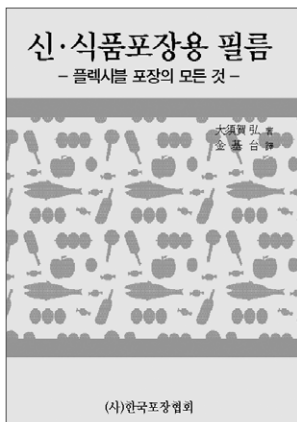 신·식품포장용 필름
- 플렉시블 포장의 모든 것 -
大須賀 弘 著
金基台 譯
(사)한국포장협회